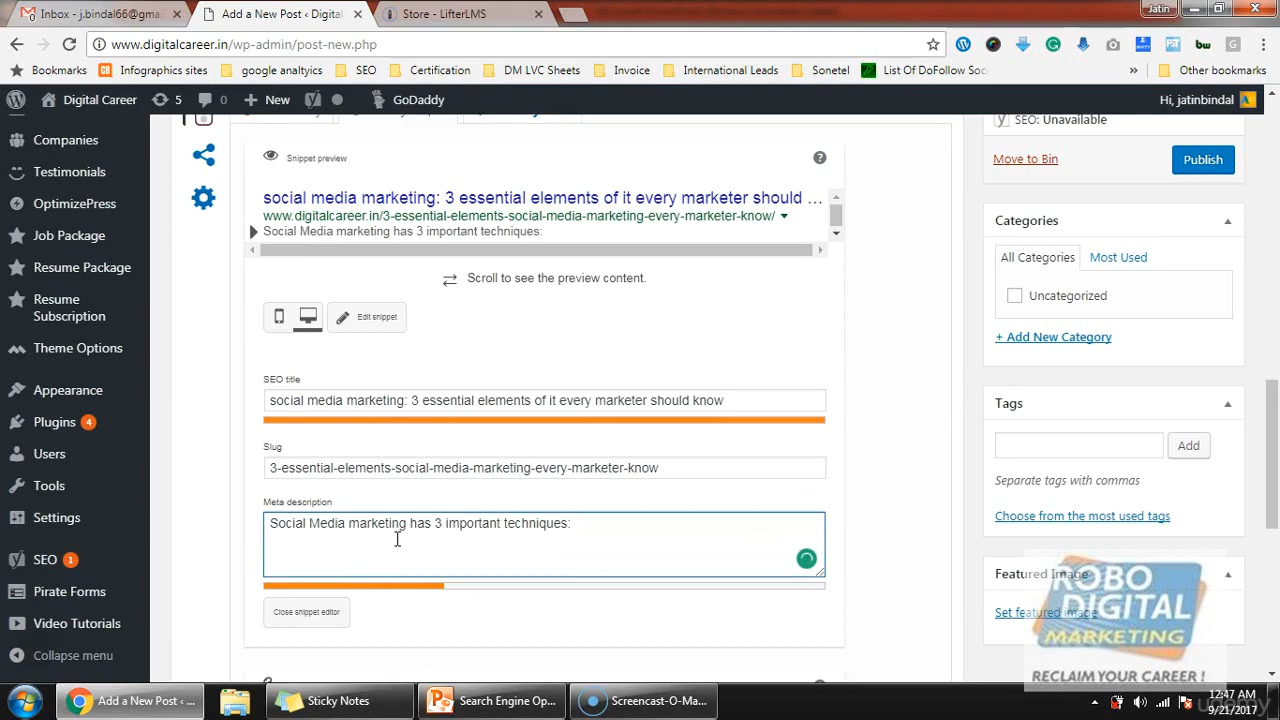 Inbox - j.bindal66@gma
Add a New Post ‹ Digital
Store - LifterLMS
Jatin
www.digitalcareer.in/wp-admin/post-new.php
Bookmarks
Infographics sites
google analtyics
SEO
Certification
DM LVC Sheets
Invoice
International Leads
Sonetel
List Of DoFollow Soc
Other bookmarks
Digital Career
5
0
New
GoDaddy
Hi, jatinbindal
Companies
Testimonials
OptimizePress
Job Package
Resume Package
Resume
Subscription
Theme Options
Appearance
Plugins 4
Users
Tools
Settings
SEO 1
Pirate Forms
Video Tutorials
Collapse menu
Snippet preview
social media marketing: 3 essential elements of it every marketer should ...
www.digitalcareer.in/3-essential-elements-social-media-marketing-every-marketer-know/
Social Media marketing has 3 important techniques:
Scroll to see the preview content.
Edit snippet
SEO title
social media marketing: 3 essential elements of it every marketer should know
Slug
3-essential-elements-social-media-marketing-every-marketer-know
Meta description
Social Media marketing has 3 important techniques:
Close snippet editor
SEO: Unavailable
Move to Bin
Publish
Categories
All Categories
Most Used
Uncategorized
+ Add New Category
Tags
Add
Separate tags with commas
Choose from the most used tags
Featured Image
Set featured image
ROBO
DIGITAL
MARKETING
RECLAIM YOUR CAREER !
Add a New Post ‹ ...
Sticky Notes
Search Engine Op...
Screencast-O-Ma...
12:47 AM
9/21/2017
udemy